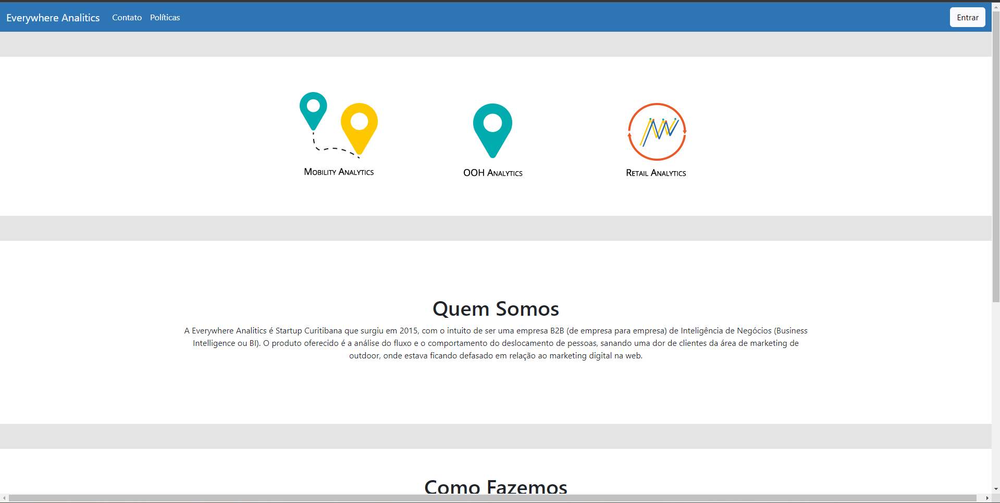 Everywhere Analitics Contato Políticas Entrar
Mobility Analytics OOH Analytics Retail Analytics
Quem Somos
A Everywhere Analitics é Startup Curitibana que surgiu em 2015, com o intuito de ser uma empresa B2B (de empresa para empresa) de Inteligência de Negócios (Business
Intelligence ou BI). O produto oferecido é a análise do fluxo e o comportamento do deslocamento de pessoas, sanando uma dor de clientes da área de marketing de
outdoor, onde estava ficando defasado em relação ao marketing digital na web.
Como Fazemos